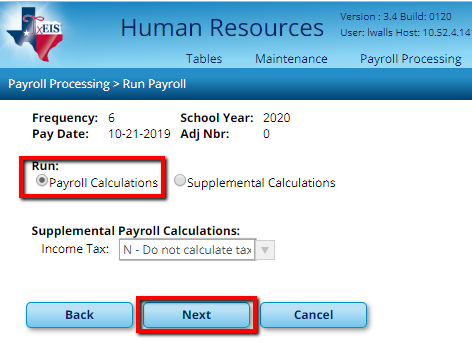 TxEIS
Human Resources
Version : 3.4 Build: 0120
User: lwalls Host: 10.52.4.14
Tables Maintenance Payroll Processing
Payroll Processing > Run Payroll
Frequency: 6 School Year: 2020
Pay Date: 10-21-2019 Adj Nbr: 0
Run:
Payroll Calculations Supplemental Calculations
Supplemental Payroll Calculations:
Income Tax: N - Do not calculate tax
Back Next Cancel